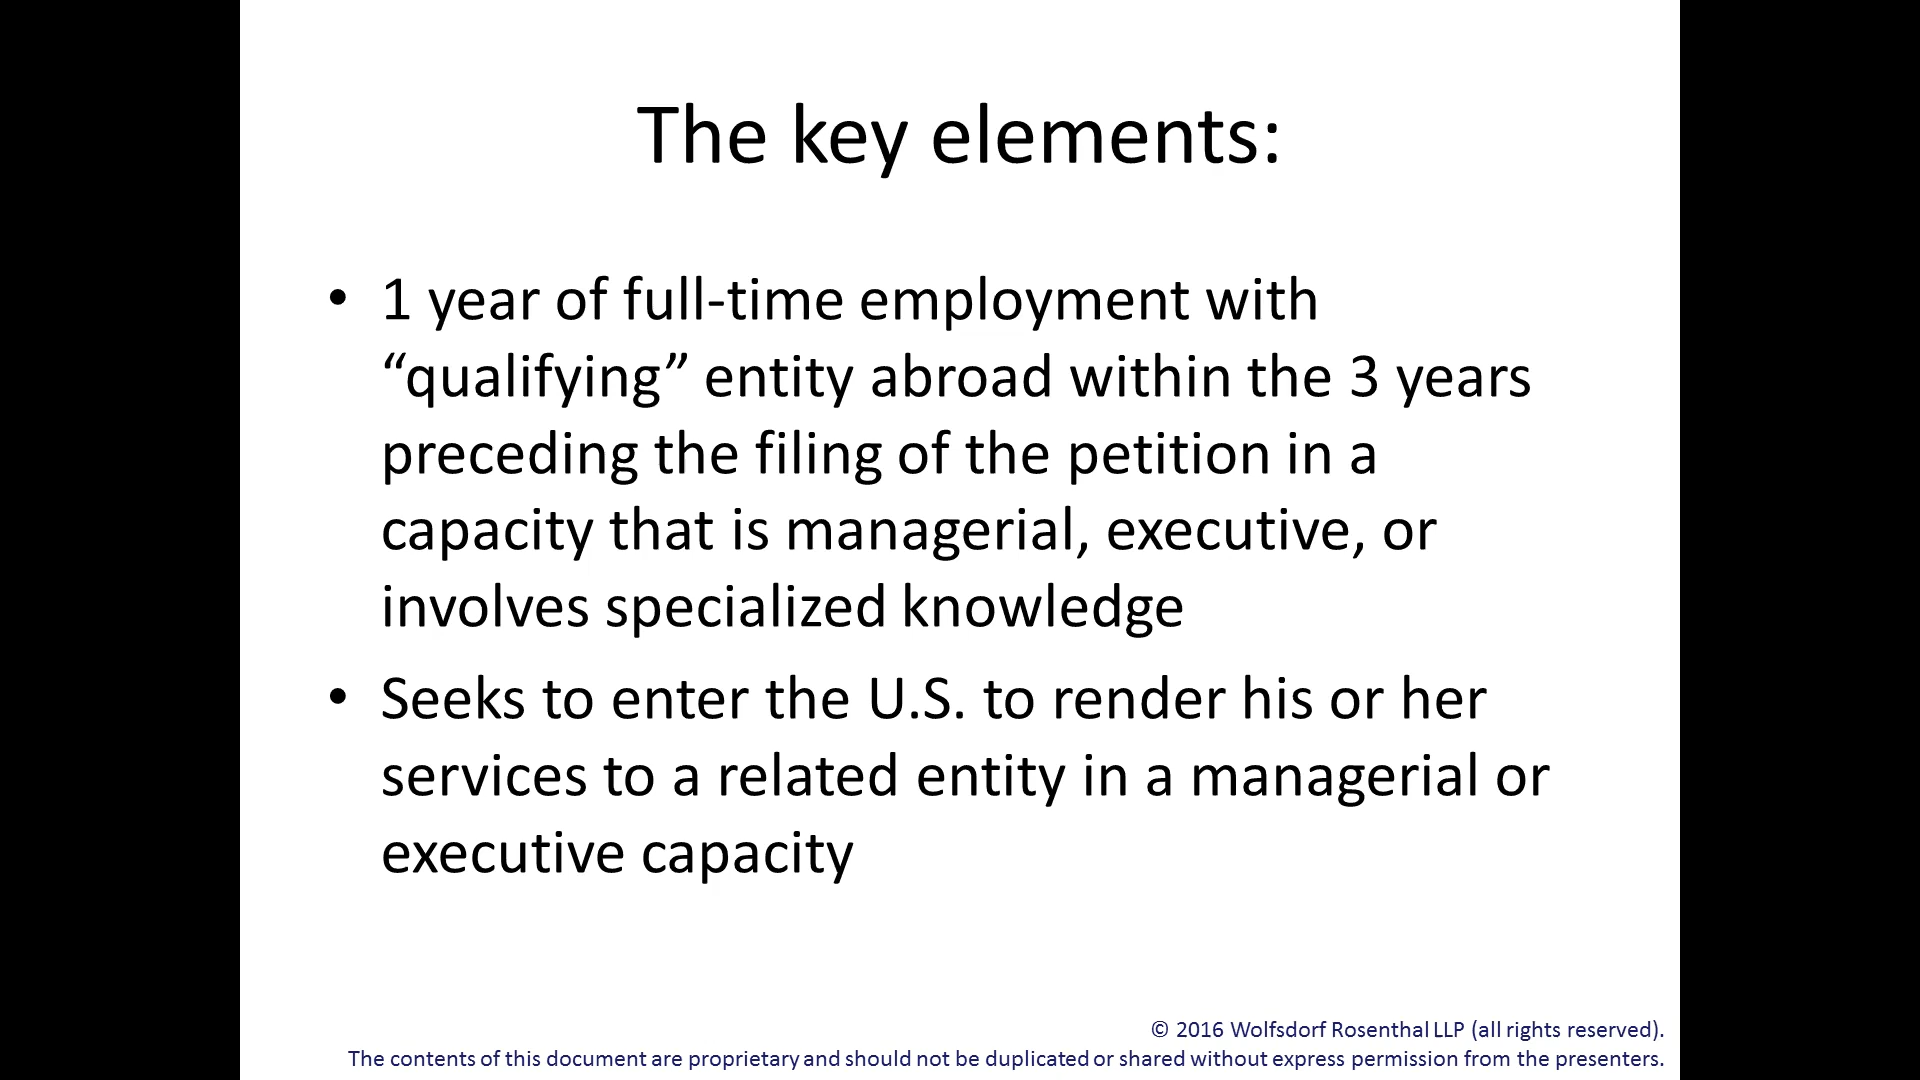 The key elements:
• 1 year of full-time employment with
“qualifying” entity abroad within the 3 years
preceding the filing of the petition in a
capacity that is managerial, executive, or
involves specialized knowledge
• Seeks to enter the U.S. to render his or her
services to a related entity in a managerial or
executive capacity
© 2016 Wolfsdorf Rosenthal LLP (all rights reserved).
The contents of this document are proprietary and should not be duplicated or shared without express permission from the presenters.